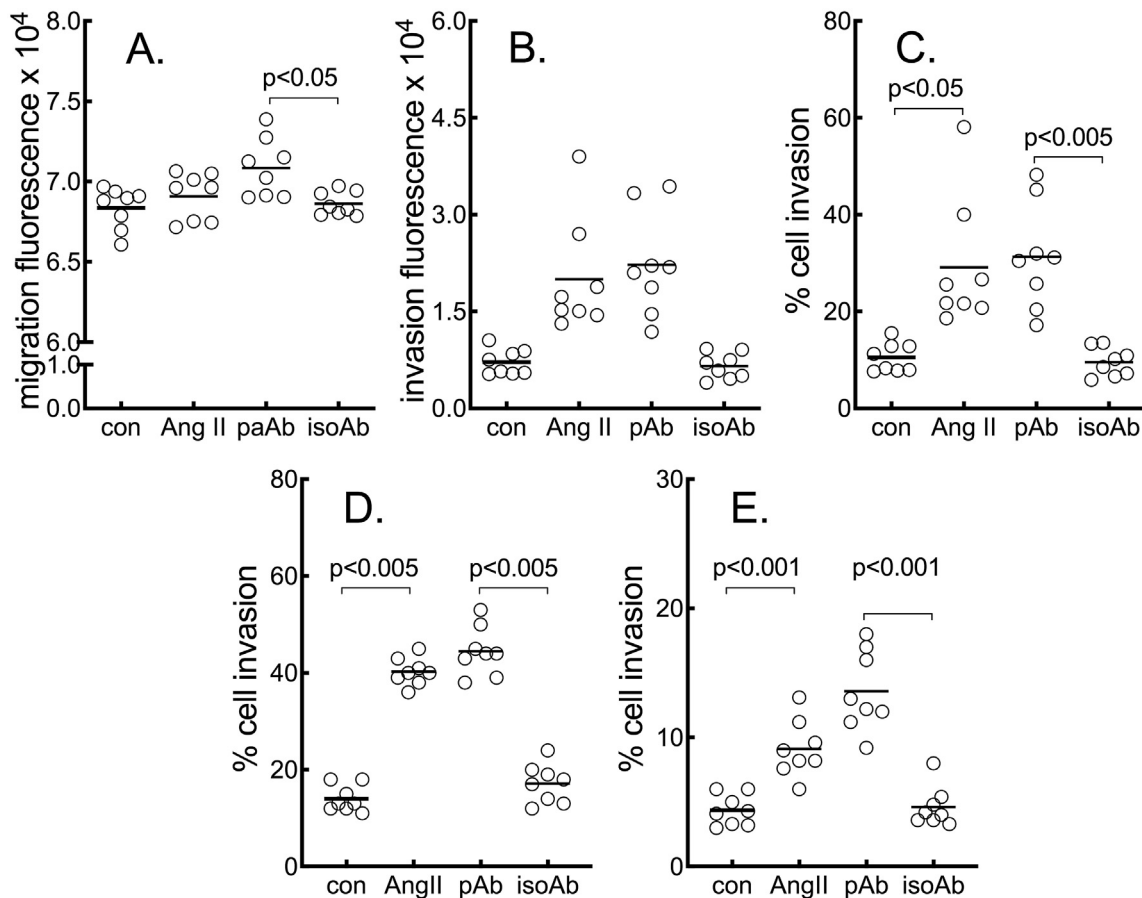 A.
migration fluorescence x 10⁴
8.0
7.5
7.0
6.5
6.0
1.0
0.0
p<0.05
con Ang II paAb isoAb
B.
invasion fluorescence x 10⁴
6.0
4.5
3.0
1.5
0.0
con Ang II pAb isoAb
C.
% cell invasion
80
60
40
20
0
p<0.05
p<0.005
con Ang II pAb isoAb
D.
% cell invasion
80
60
40
20
0
p<0.005 p<0.005
con AngII pAb isoAb
E.
% cell invasion
30
20
10
0
p<0.001 p<0.001
con AngII pAb isoAb